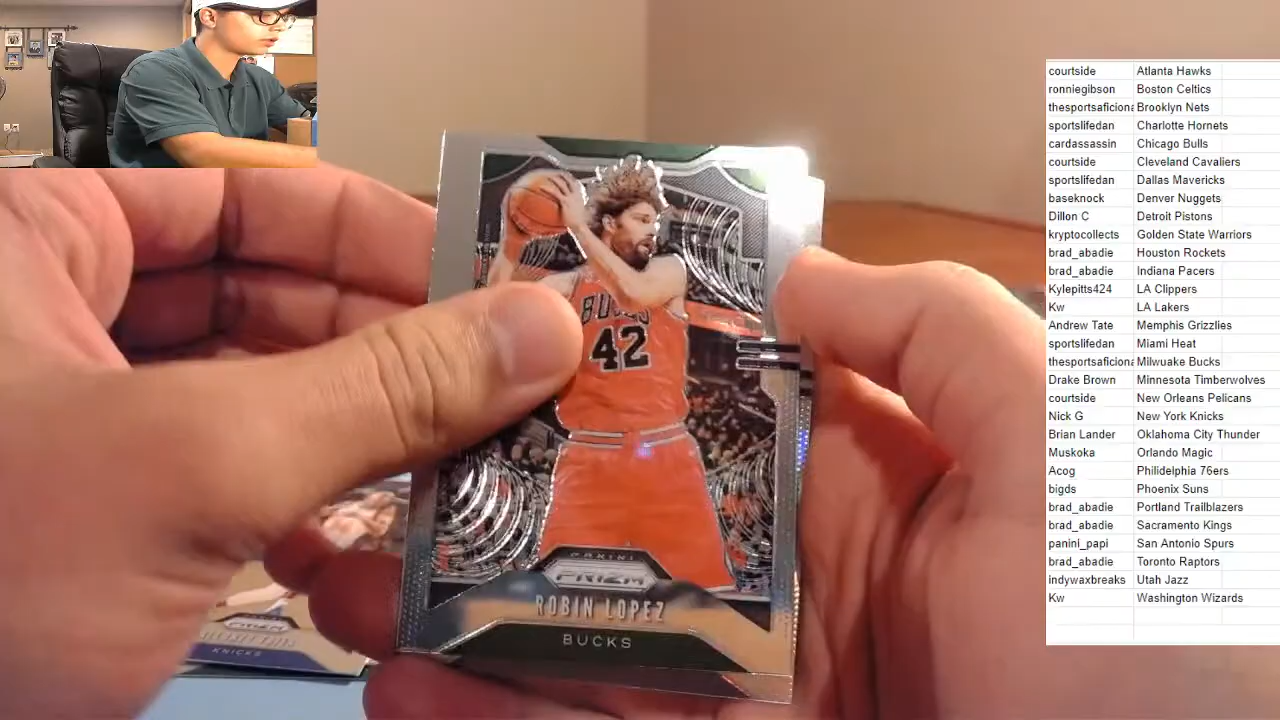 courtside Atlanta Hawks
ronniegibson Boston Celtics
thesportsaficiona Brooklyn Nets
sportslifedan Charlotte Hornets
cardassassin Chicago Bulls
courtside Cleveland Cavaliers
sportslifedan Dallas Mavericks
baseknock Denver Nuggets
Dillon C Detroit Pistons
kryptocollects Golden State Warriors
brad_abadie Houston Rockets
brad_abadie Indiana Pacers
Kylepitts424 LA Clippers
Kw LA Lakers
Andrew Tate Memphis Grizzlies
sportslifedan Miami Heat
thesportsaficiona Milwuake Bucks
Drake Brown Minnesota Timberwolves
courtside New Orleans Pelicans
Nick G New York Knicks
Brian Lander Oklahoma City Thunder
Muskoka Orlando Magic
Acog Philidelphia 76ers
bigds Phoenix Suns
brad_abadie Portland Trailblazers
brad_abadie Sacramento Kings
panini_papi San Antonio Spurs
brad_abadie Toronto Raptors
indywaxbreaks Utah Jazz
Kw Washington Wizards
42
PANINI
PRIZM
ROBIN LOPEZ
BUCKS
PRIZM
KNICKS